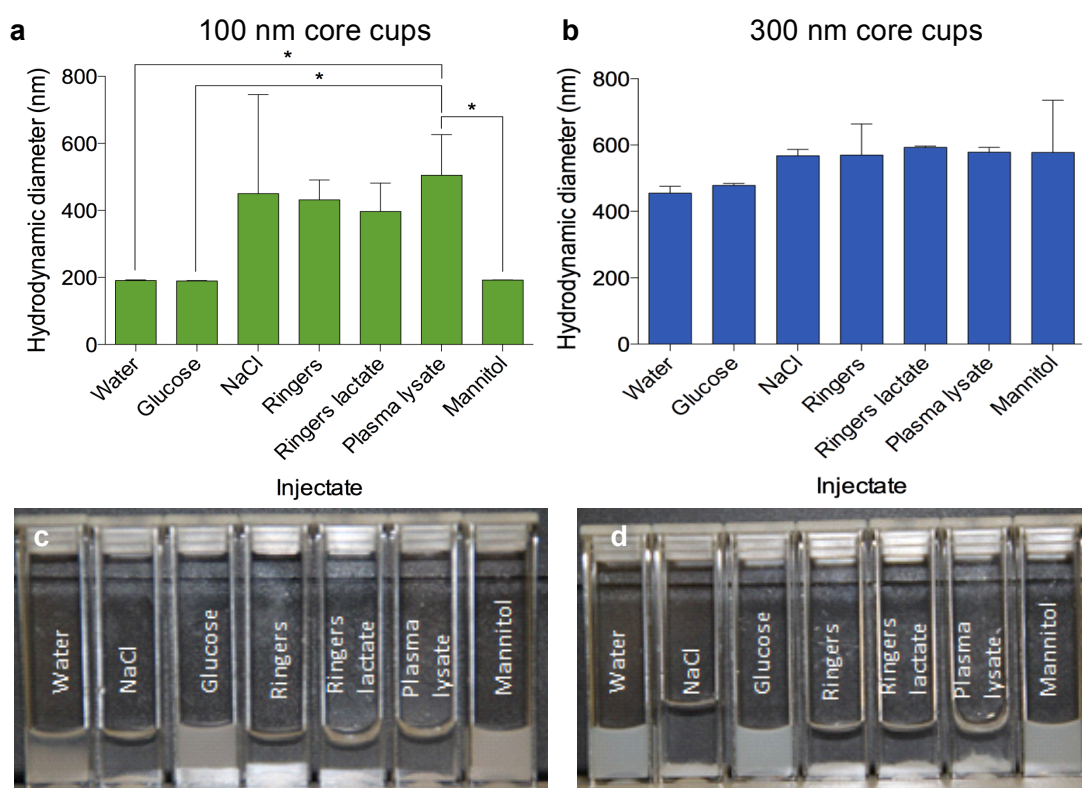 a
100 nm core cups
Hydrodynamic diameter (nm)
800
600
400
200
0
*
*
*
Water
Glucose
NaCl
Ringers
Ringers lactate
Plasma lysate
Mannitol
Injectate
b
300 nm core cups
Hydrodynamic diameter (nm)
800
600
400
200
0
Water
Glucose
NaCl
Ringers
Ringers lactate
Plasma lysate
Mannitol
Injectate
c
Water
NaCl
Glucose
Ringers
Ringers
lactate
Plasma
lysate
Mannitol
d
Water
NaCl
Glucose
Ringers
Ringers
lactate
Plasma
lysate
Mannitol